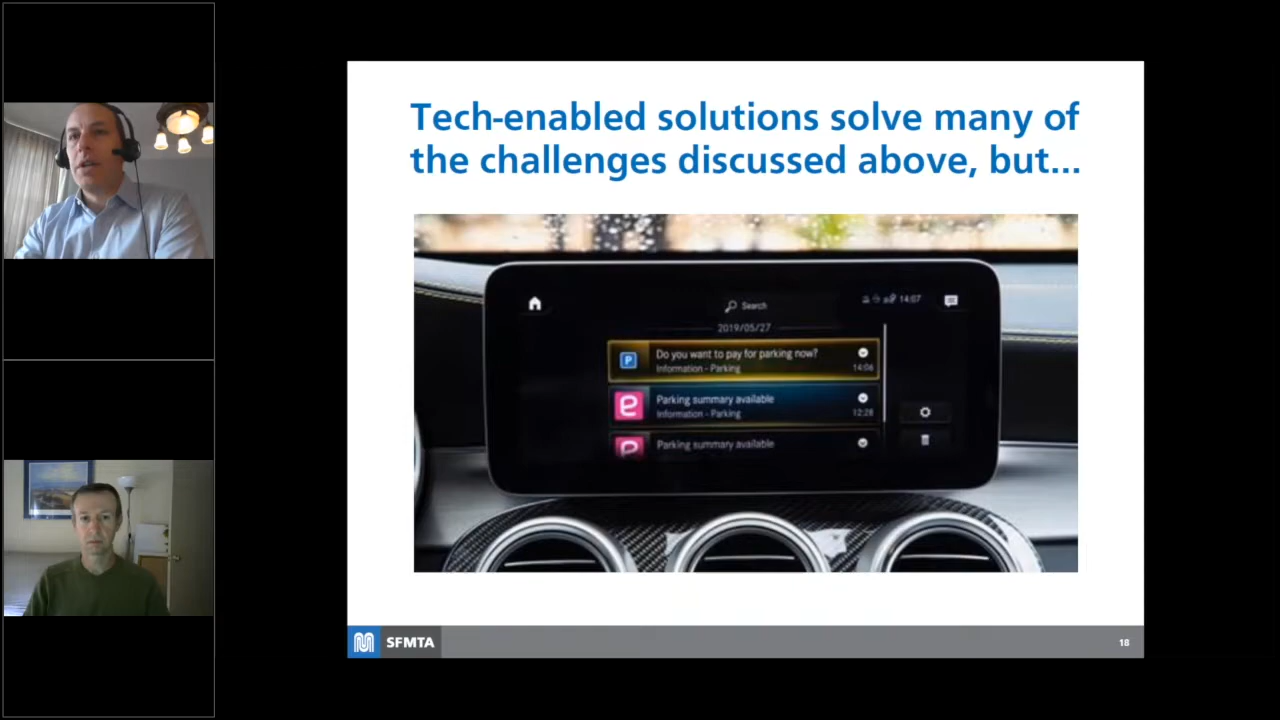 Tech-enabled solutions solve many of
the challenges discussed above, but...
Search
14:07
2019/05/27
P
Do you want to pay for parking now?
Information - Parking
14:06
e
Parking summary available
Information - Parking
12:28
Parking summary available
SFMTA
18